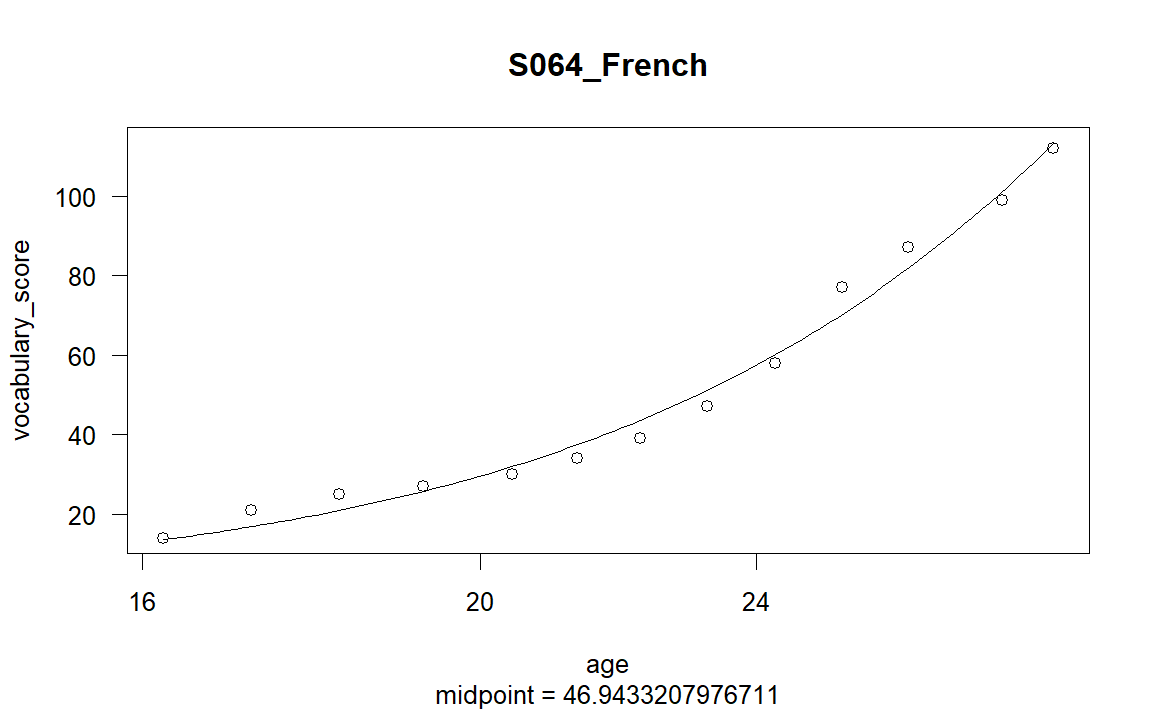 S064_French
vocabulary_score
100
80
60
40
20
16 20 24
age
midpoint = 46.9433207976711